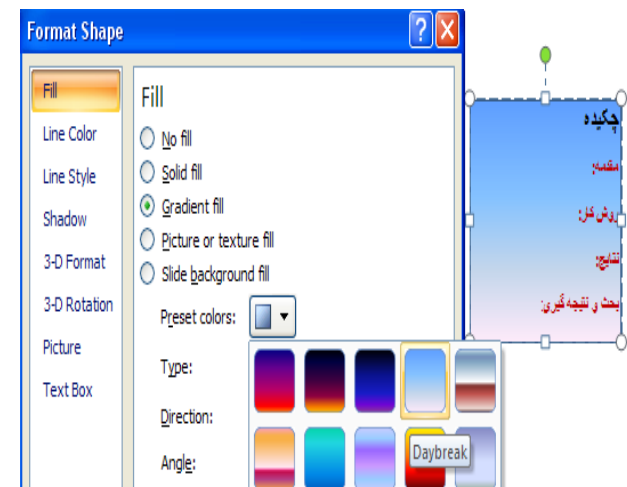 Format Shape
Fill
Line Color
Line Style
Shadow
3-D Format
3-D Rotation
Picture
Text Box
Fill
No fill
Solid fill
Gradient fill
Picture or texture fill
Slide background fill
Preset colors:
Type:
Direction:
Angle:
Daybreak
چکیده
مقدمه:
روش کار:
نتایج:
بحث و نتیجه گیری: